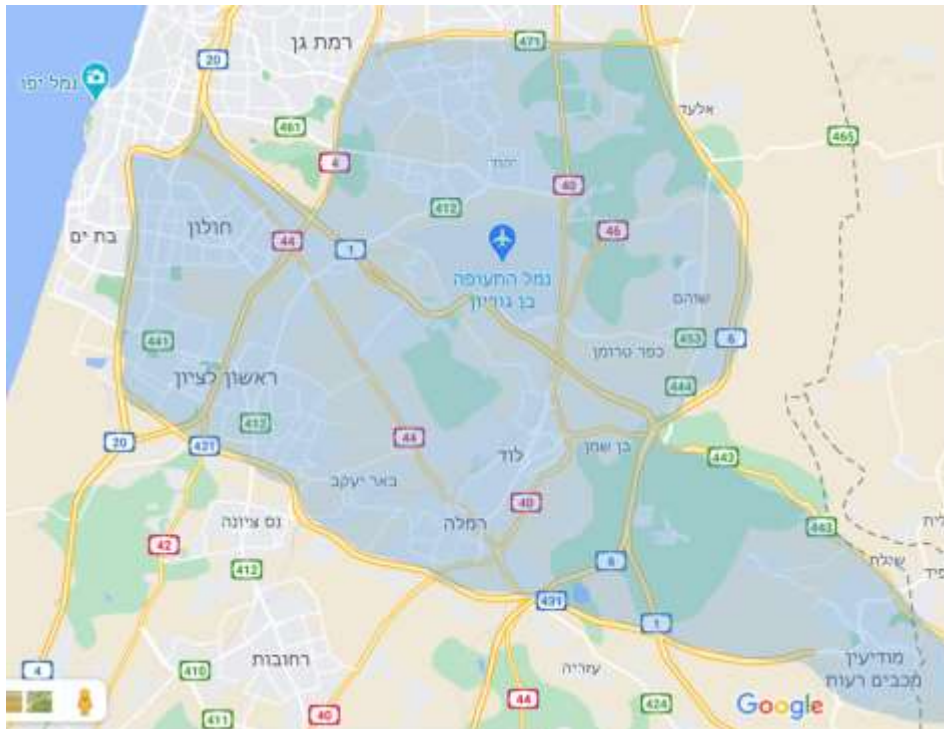 רמת גן
471
20
נמל יפו
אלעד
461
465
4
יהוד
40
412
46
חולון
44
1
בת ים
נמל התעופה
בן גוריון
שוהם
6
453
441
כפר טרומן
ראשון לציון
444
412
20
431
44
לוד
בן שמן
443
באר יעקב
40
רמלה
נס ציונה
42
443
412
6
שילת
431
1
רחובות
עזריה
מודיעין
מכבים רעות
4
410
411
40
44
424
Google